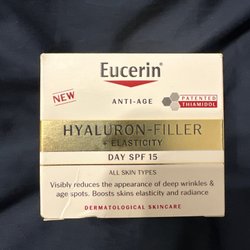 Eucerin®
NEW
ANTI-AGE
PATENTED
THIAMIDOL
HYALURON-FILLER
+ ELASTICITY
DAY SPF 15
ALL SKIN TYPES
Visibly reduces the appearance of deep wrinkles &
age spots. Boosts skins elasticity and radiance
DERMATOLOGICAL SKINCARE